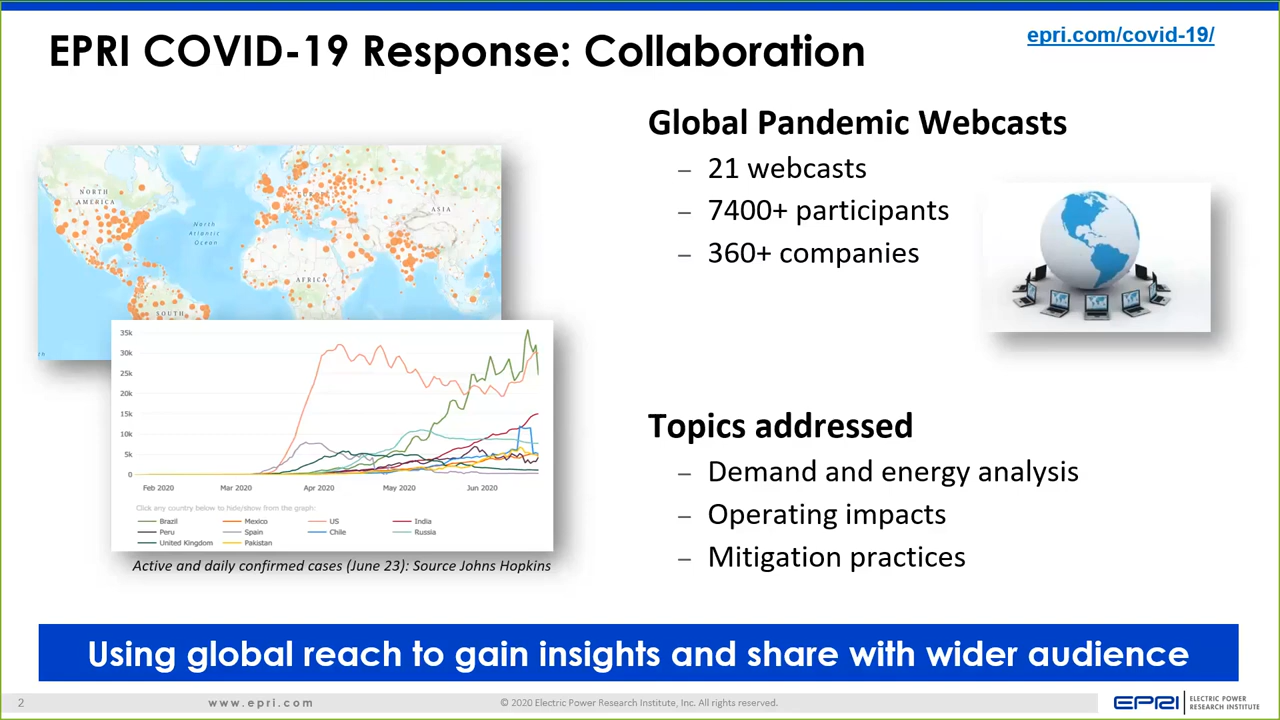 EPRI COVID-19 Response: Collaboration
epri.com/covid-19/
NORTH
AMERICA
North
Atlantic
Ocean
EUROPE
ASIA
AFRICA
SOUTH
35k
30k
25k
20k
15k
10k
5k
0
Feb 2020 Mar 2020 Apr 2020 May 2020 Jun 2020
Click any country below to hide/show from the graph:
Brazil Mexico US India
Peru Spain Chile Russia
United Kingdom Pakistan
Active and daily confirmed cases (June 23): Source Johns Hopkins
Global Pandemic Webcasts
– 21 webcasts
– 7400+ participants
– 360+ companies
Topics addressed
– Demand and energy analysis
– Operating impacts
– Mitigation practices
Using global reach to gain insights and share with wider audience
2 www.epri.com © 2020 Electric Power Research Institute, Inc. All rights reserved.
EPRI
ELECTRIC POWER
RESEARCH INSTITUTE